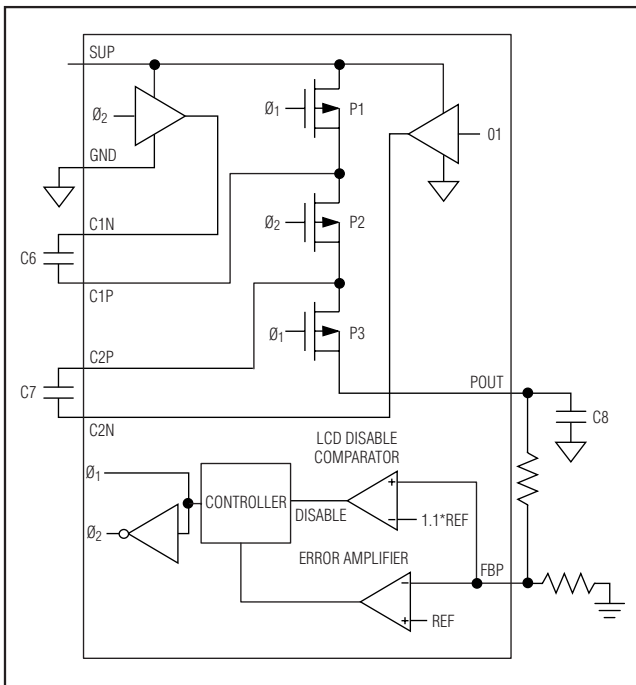 SUP
Ø1
P1
Ø2
01
GND
C1N
Ø2
P2
C6
C1P
Ø1
P3
C2P
POUT
C7
C8
C2N
LCD DISABLE
COMPARATOR
Ø1
CONTROLLER
DISABLE
1.1*REF
Ø2
ERROR AMPLIFIER
FBP
REF
+
−
−
+